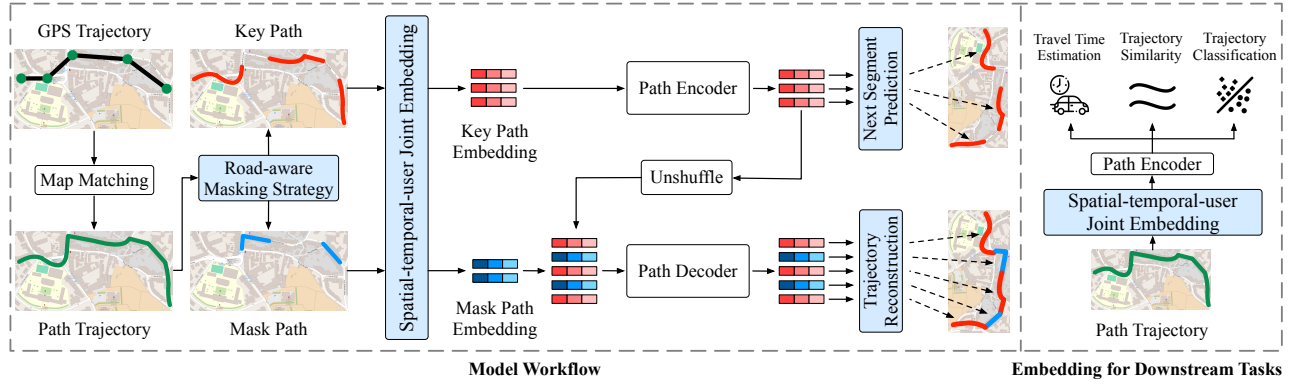 GPS Trajectory
Key Path
Map Matching
Road-aware
Masking Strategy
Path Trajectory
Mask Path
Spatial-temporal-user Joint Embedding
Key Path
Embedding
Mask Path
Embedding
Path Encoder
Unshuffle
Path Decoder
Next Segment
Prediction
Trajectory
Reconstruction
Model Workflow
Travel Time
Estimation
Trajectory
Similarity
Trajectory
Classification
Path Encoder
Spatial-temporal-user
Joint Embedding
Path Trajectory
Embedding for Downstream Tasks